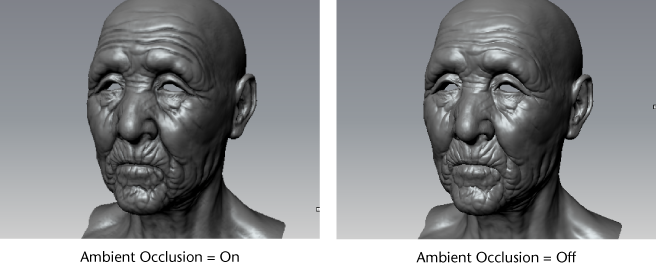 Ambient Occlusion = On
Ambient Occlusion = Off